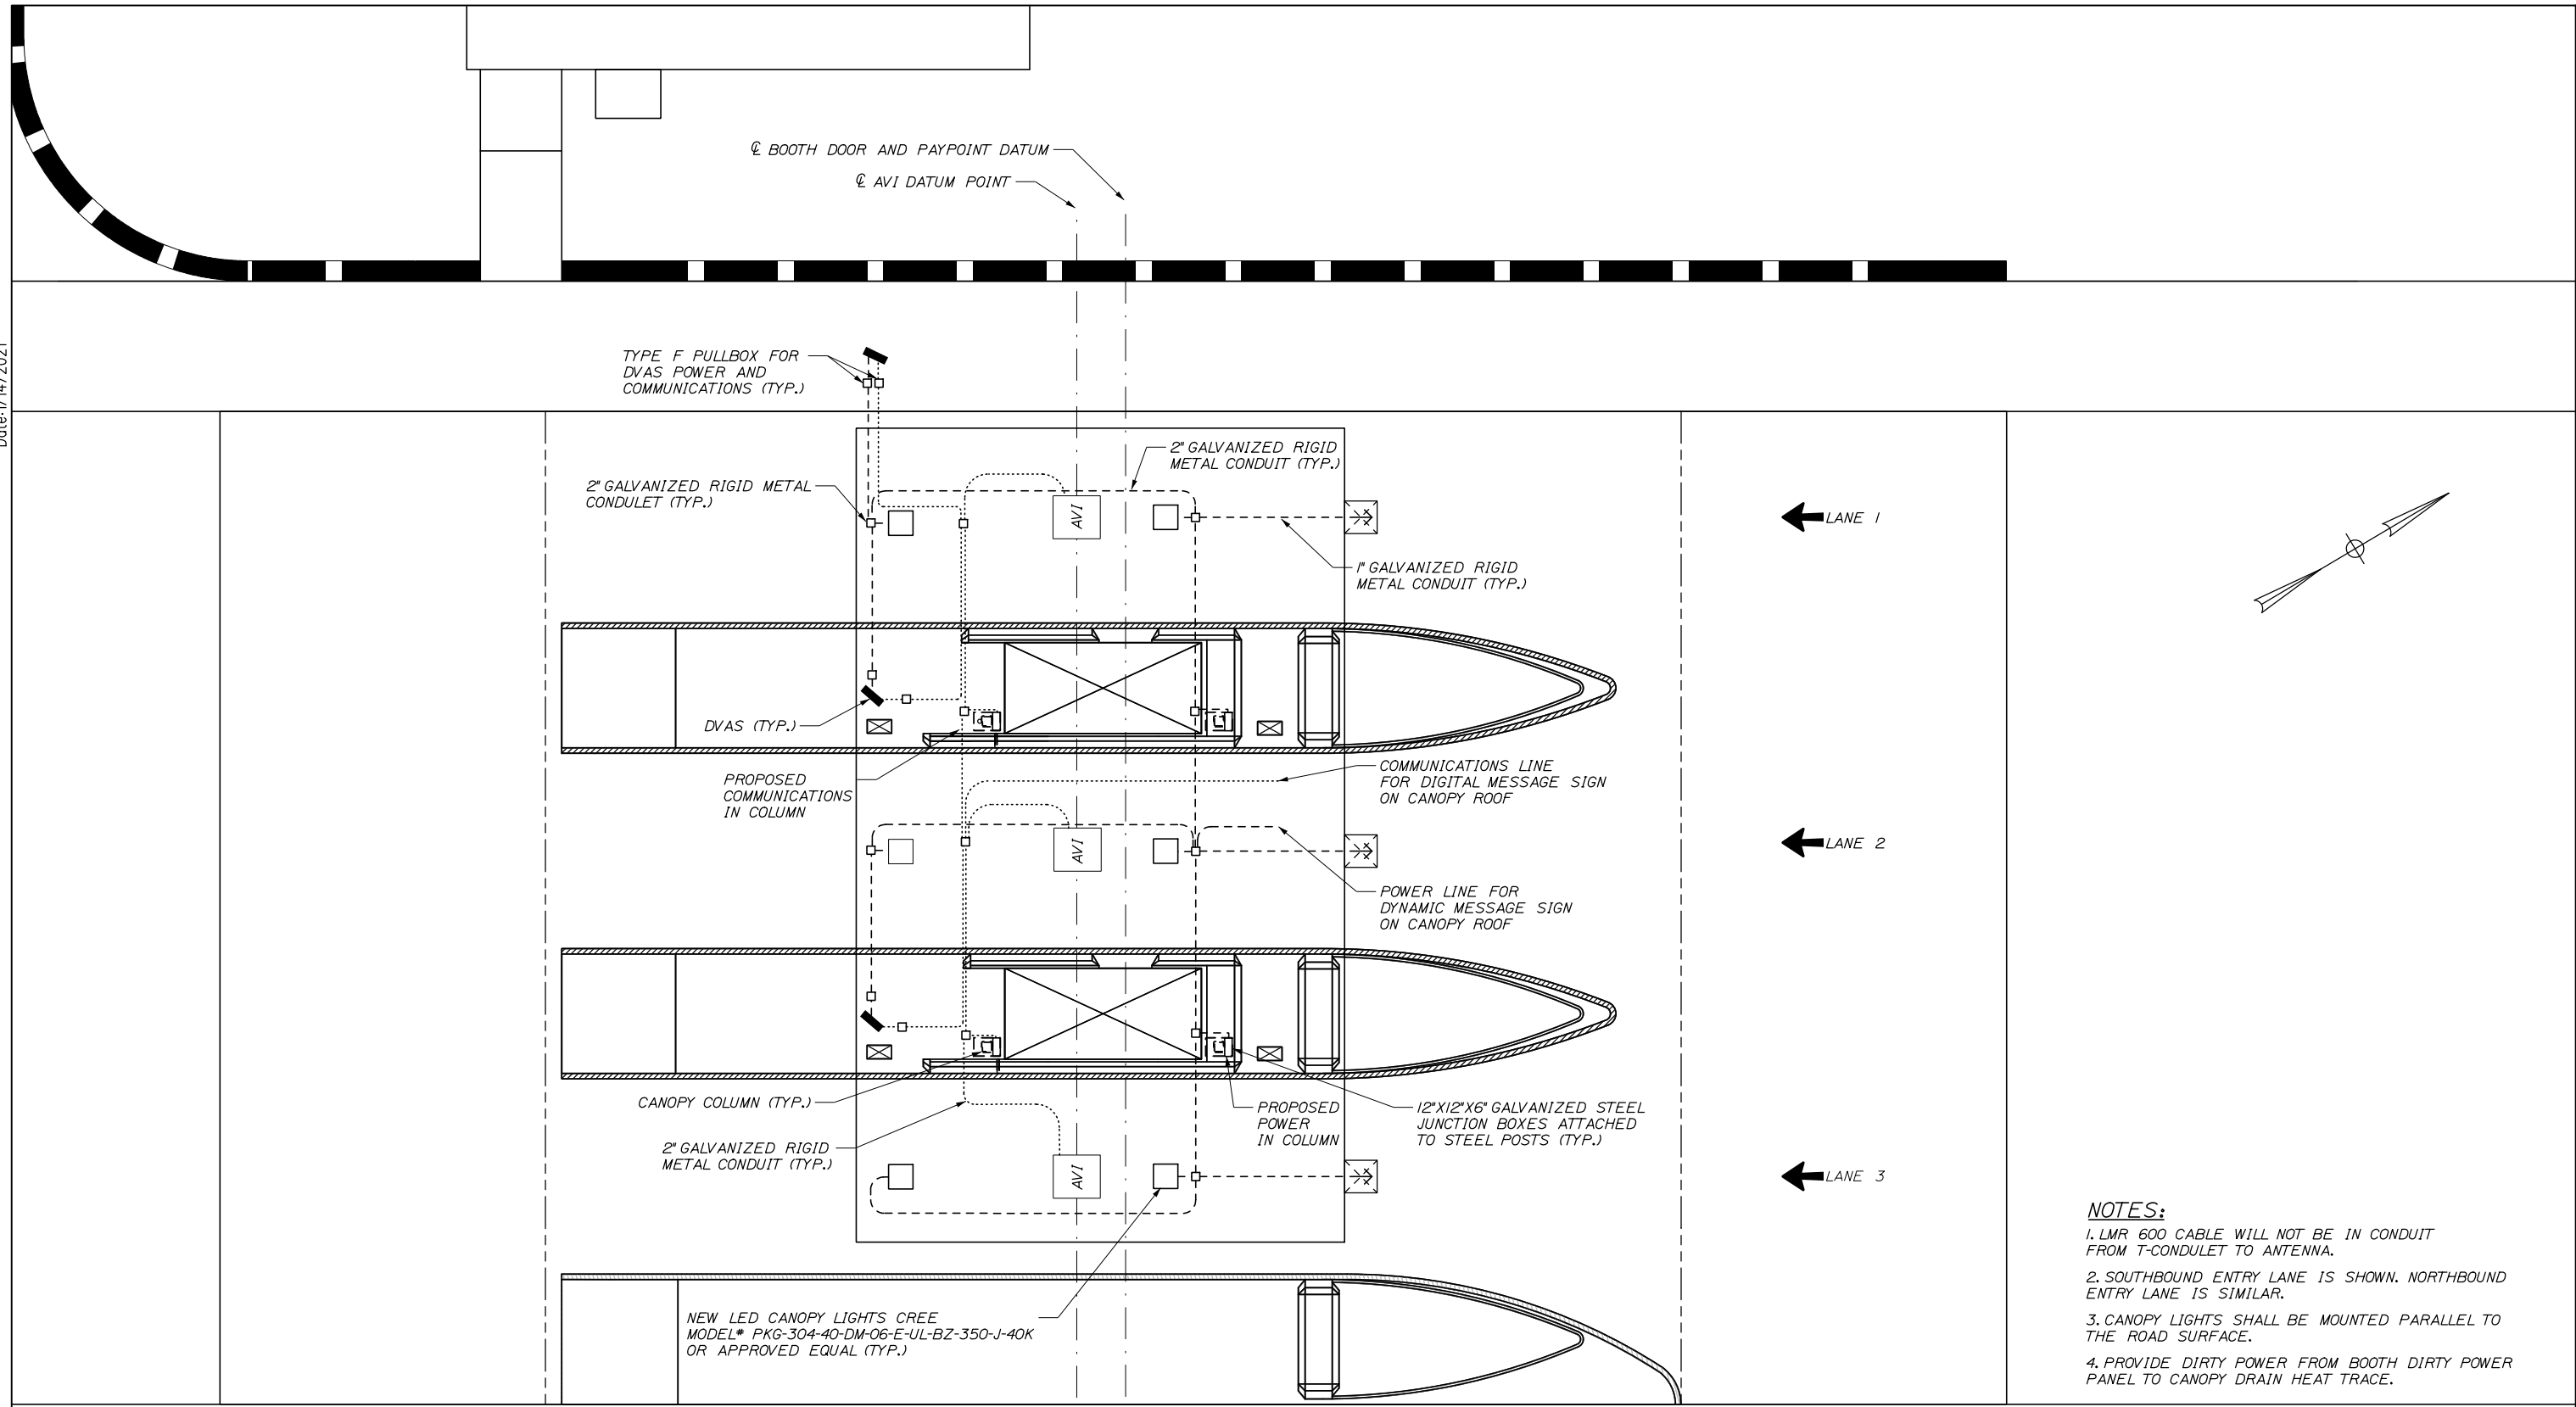 ℄ BOOTH DOOR AND PAYPOINT DATUM
℄ AVI DATUM POINT
Date:1/14/2021
TYPE F PULLBOX FOR
DVAS POWER AND
COMMUNICATIONS (TYP.)
2" GALVANIZED RIGID
METAL CONDUIT (TYP.)
2" GALVANIZED RIGID METAL
CONDULET (TYP.)
AVI
LANE 1
1" GALVANIZED RIGID
METAL CONDUIT (TYP.)
DVAS (TYP.)
PROPOSED
COMMUNICATIONS
IN COLUMN
COMMUNICATIONS LINE
FOR DIGITAL MESSAGE SIGN
ON CANOPY ROOF
AVI
LANE 2
POWER LINE FOR
DYNAMIC MESSAGE SIGN
ON CANOPY ROOF
CANOPY COLUMN (TYP.)
PROPOSED
POWER
IN COLUMN
12"X12"X6" GALVANIZED STEEL
JUNCTION BOXES ATTACHED
TO STEEL POSTS (TYP.)
2" GALVANIZED RIGID
METAL CONDUIT (TYP.)
AVI
LANE 3
NEW LED CANOPY LIGHTS CREE
MODEL# PKG-304-40-DM-06-E-UL-BZ-350-J-40K
OR APPROVED EQUAL (TYP.)
NOTES:
1. LMR 600 CABLE WILL NOT BE IN CONDUIT
FROM T-CONDULET TO ANTENNA.
2. SOUTHBOUND ENTRY LANE IS SHOWN. NORTHBOUND
ENTRY LANE IS SIMILAR.
3. CANOPY LIGHTS SHALL BE MOUNTED PARALLEL TO
THE ROAD SURFACE.
4. PROVIDE DIRTY POWER FROM BOOTH DIRTY POWER
PANEL TO CANOPY DRAIN HEAT TRACE.